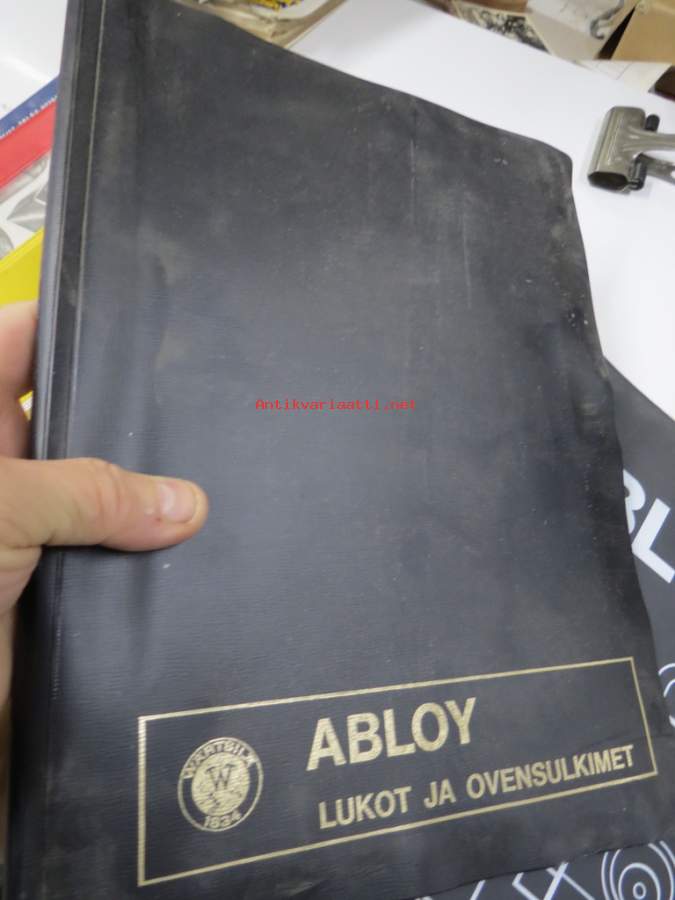 Antikvariaatti.net
BL
WÄRTSILÄ
W
1834
ABLOY
LUKOT JA OVENSULKIMET